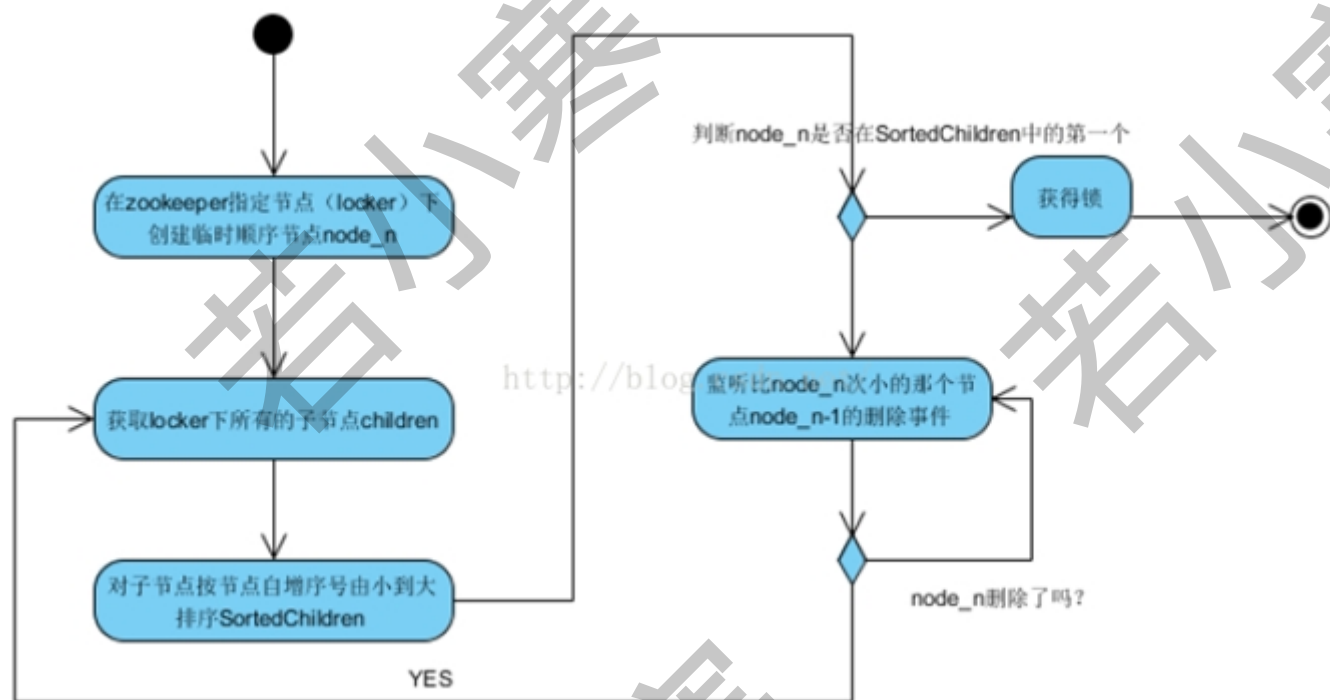 判断node_n是否在SortedChildren中的第一个
在zookeeper指定节点（locker）下
创建临时顺序节点node_n
获得锁
http://blog
监听比node_n次小的那个节
点node_n-1的删除事件
获取locker下所有的子节点children
对子节点按节点自增序号由小到大
排序SortedChildren
node_n删除了吗?
YES
若小寒
若小